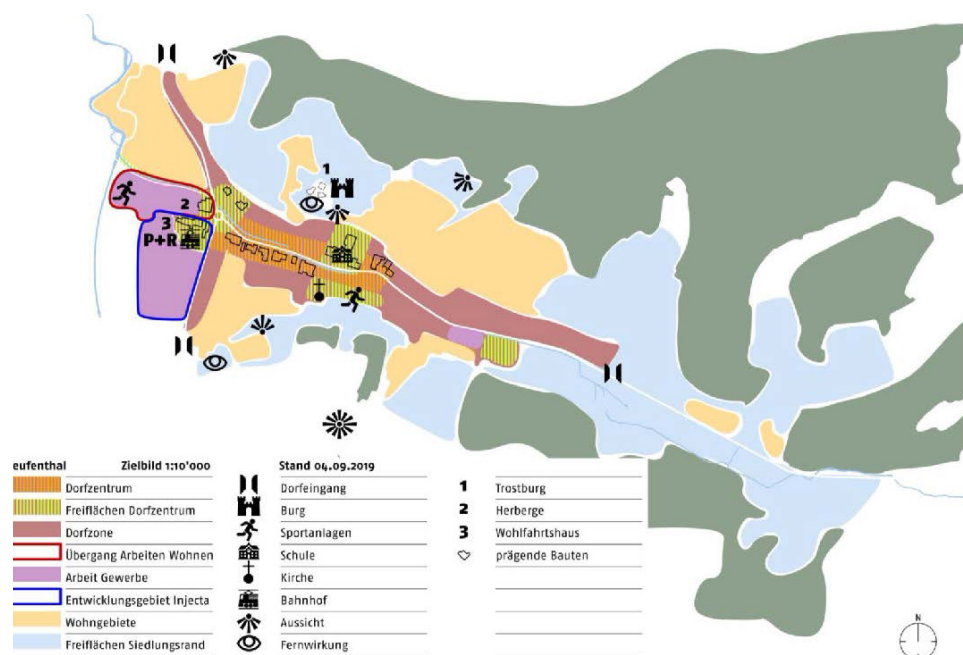 1
2
3
P+R
eufenthal Zielbild 1:10'000 Stand 04.09.2019
Dorfzentrum Dorfeingang 1 Trostburg
Freiflächen Dorfzentrum Burg 2 Herberge
Dorfzone Sportanlagen 3 Wohlfahrtshaus
Übergang Arbeiten Wohnen Schule prägende Bauten
Arbeit Gewerbe Kirche
Entwicklungsgebiet Injecta Bahnhof
Wohngebiete Aussicht
Freiflächen Siedlungsrand Fernwirkung
N